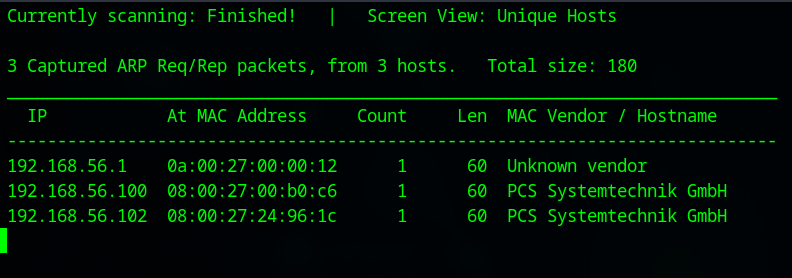 Currently scanning: Finished!   |   Screen View: Unique Hosts
3 Captured ARP Req/Rep packets, from 3 hosts.   Total size: 180
_____________________________________________________________________________
  IP            At MAC Address     Count     Len  MAC Vendor / Hostname
-----------------------------------------------------------------------------
192.168.56.1    0a:00:27:00:00:12      1      60  Unknown vendor
192.168.56.100  08:00:27:00:b0:c6      1      60  PCS Systemtechnik GmbH
192.168.56.102  08:00:27:24:96:1c      1      60  PCS Systemtechnik GmbH